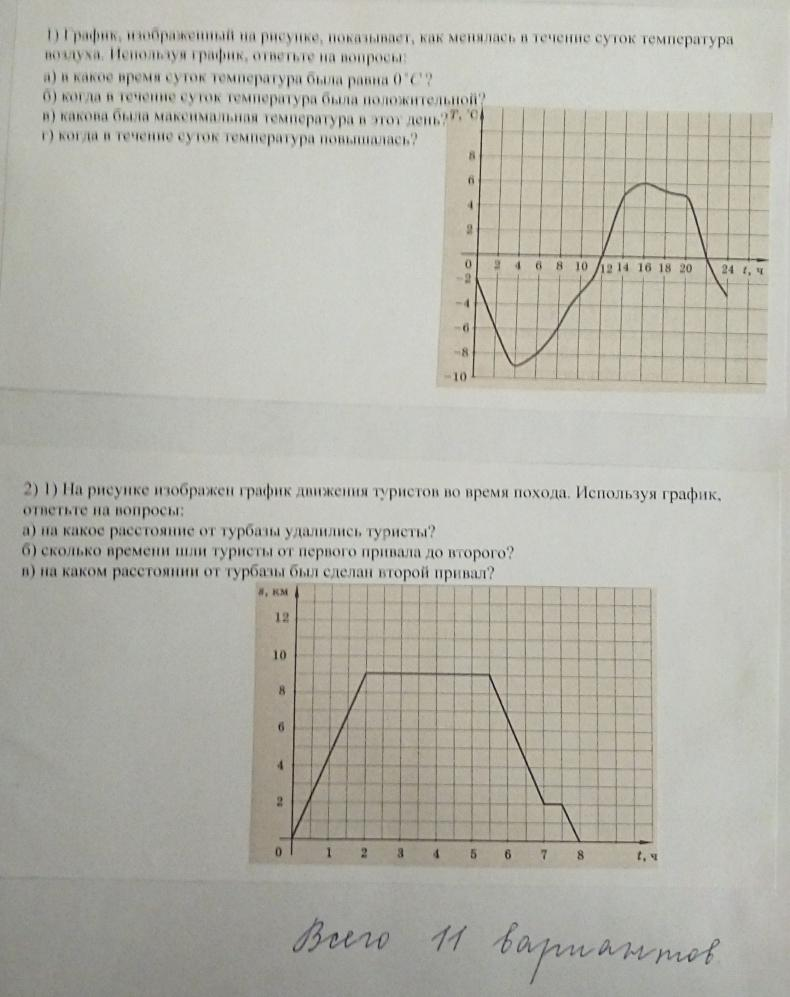 1) График, изображенный на рисунке, показывает, как менялась в течение суток температура
воздуха. Используя график, ответьте на вопросы:
а) в какое время суток температура была равна 0˚C ?
б) когда в течение суток температура была положительной?
в) какова была максимальная температура в этот день?
г) когда в течение суток температура повышалась?
T, °C
8
6
4
2
0 2 4 6 8 10 12 14 16 18 20 24 t, ч
-2
-4
-6
-8
-10
2) 1) На рисунке изображен график движения туристов во время похода. Используя график,
ответьте на вопросы:
а) на какое расстояние от турбазы удалились туристы?
б) сколько времени шли туристы от первого привала до второго?
в) на каком расстоянии от турбазы был сделан второй привал?
s, км
12
10
8
6
4
2
0 1 2 3 4 5 6 7 8 t, ч
Всего 11 вариантов